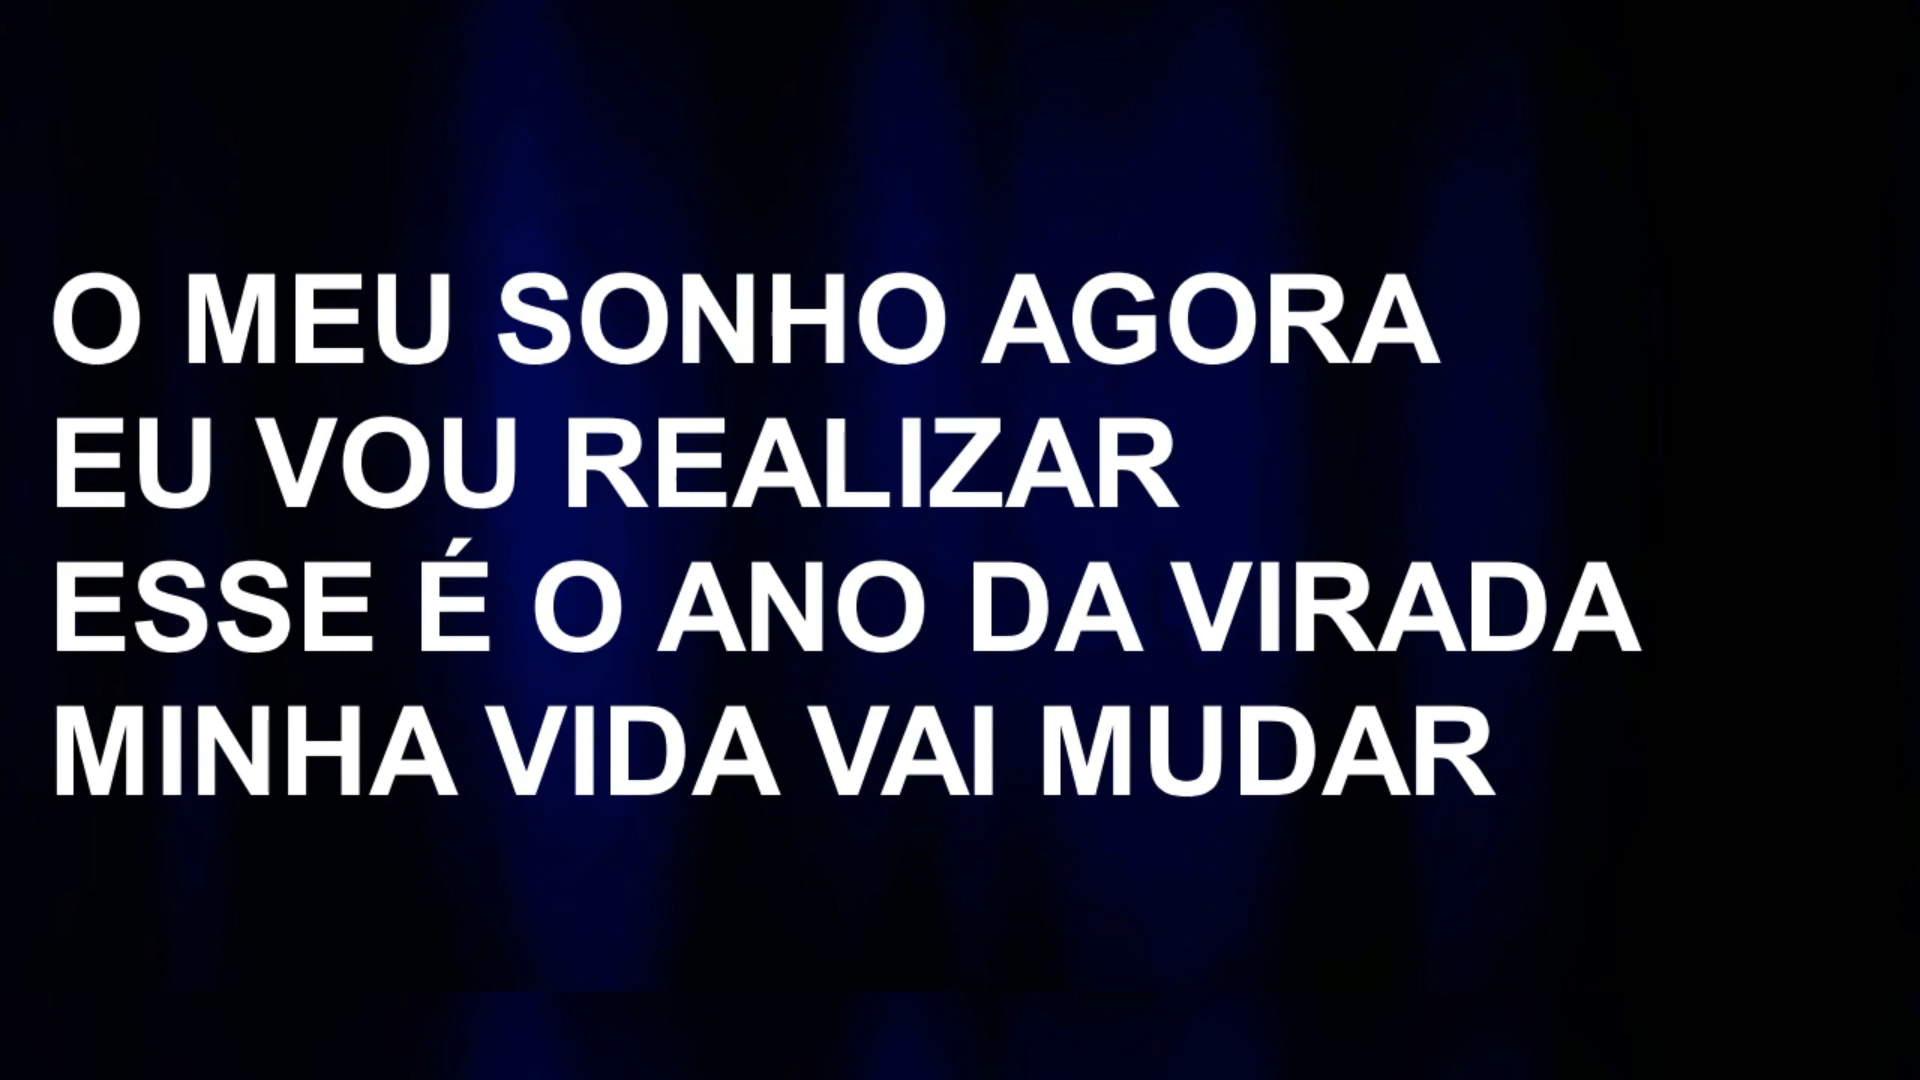 O MEU SONHO AGORA
EU VOU REALIZAR
ESSE É O ANO DA VIRADA
MINHA VIDA VAI MUDAR